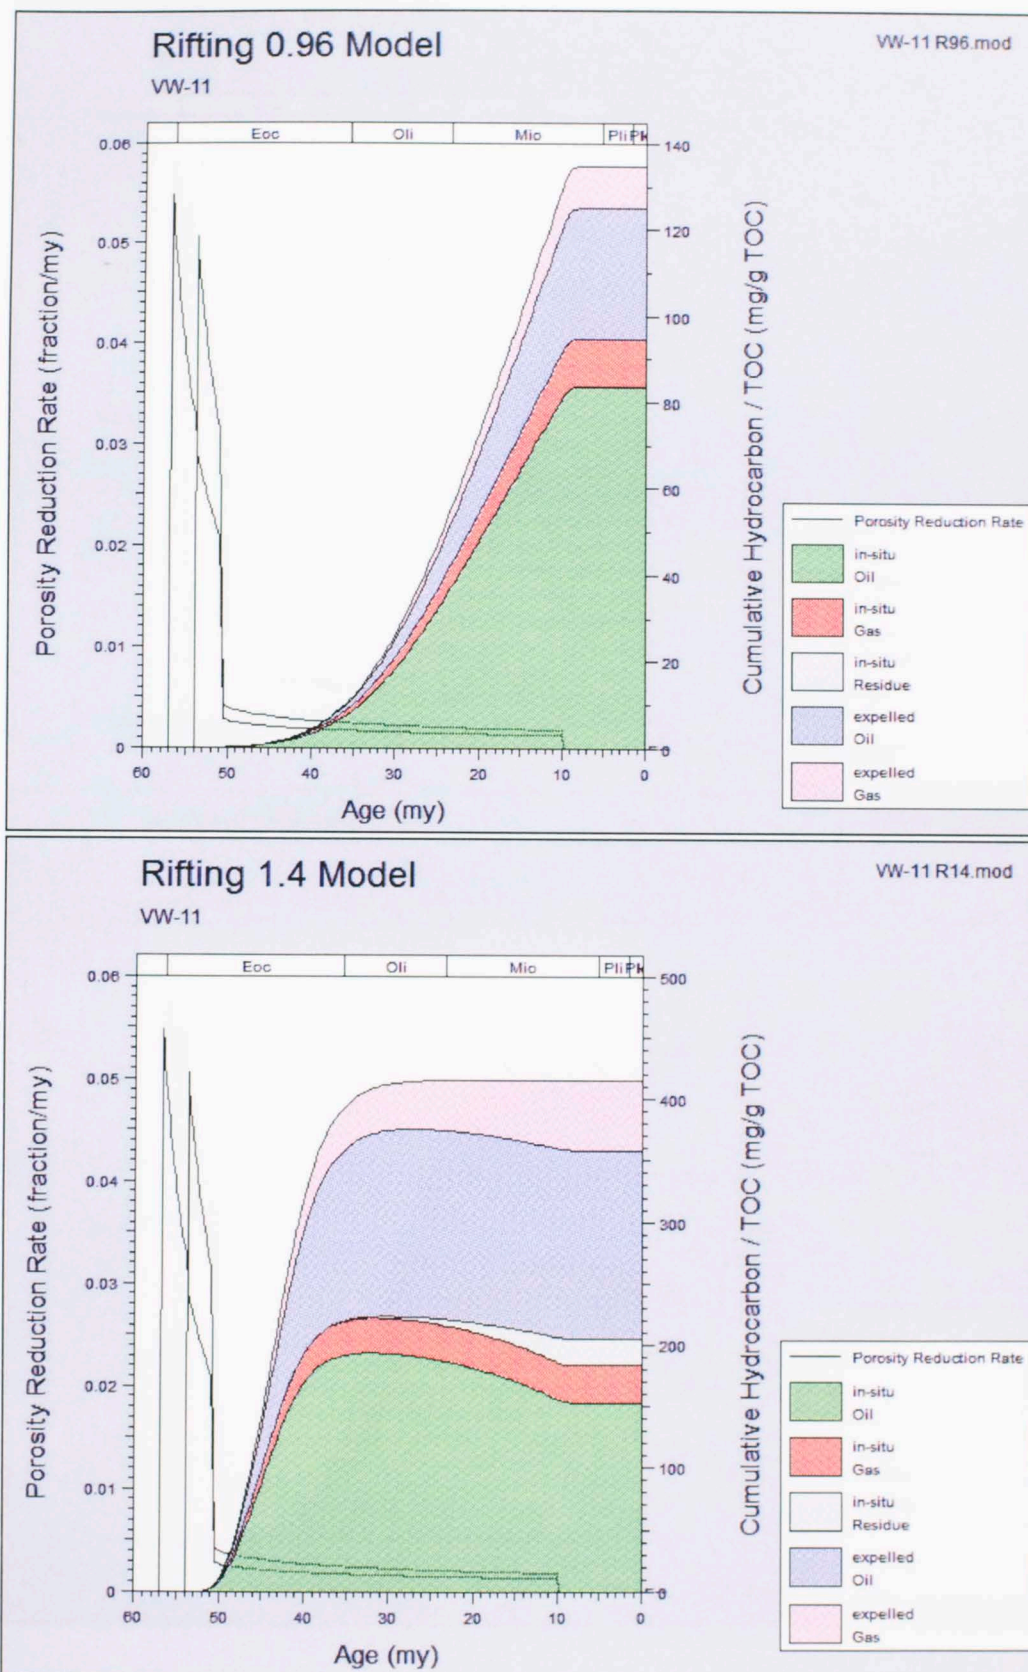 Rifting 0.96 Model
VW-11 R96.mod
VW-11
Eoc Oli Mio Pli
0.06
0.05
0.04
0.03
0.02
0.01
0
Porosity Reduction Rate (fraction/my)
140
120
100
80
60
40
20
0
Cumulative Hydrocarbon / TOC (mg/g TOC)
60 50 40 30 20 10 0
Age (my)
Porosity Reduction Rate
in-situ
Oil
in-situ
Gas
in-situ
Residue
expelled
Oil
expelled
Gas
Rifting 1.4 Model
VW-11 R14.mod
VW-11
Eoc Oli Mio Pli
0.06
0.05
0.04
0.03
0.02
0.01
0
Porosity Reduction Rate (fraction/my)
500
400
300
200
100
0
Cumulative Hydrocarbon / TOC (mg/g TOC)
60 50 40 30 20 10 0
Age (my)
Porosity Reduction Rate
in-situ
Oil
in-situ
Gas
in-situ
Residue
expelled
Oil
expelled
Gas